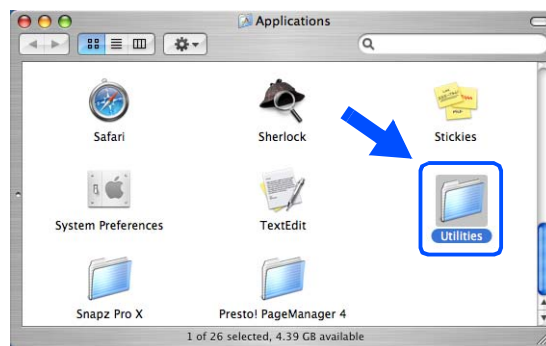 Applications
Safari
Sherlock
Stickies
System Preferences
TextEdit
Utilities
Snapz Pro X
Presto! PageManager 4
1 of 26 selected, 4.39 GB available